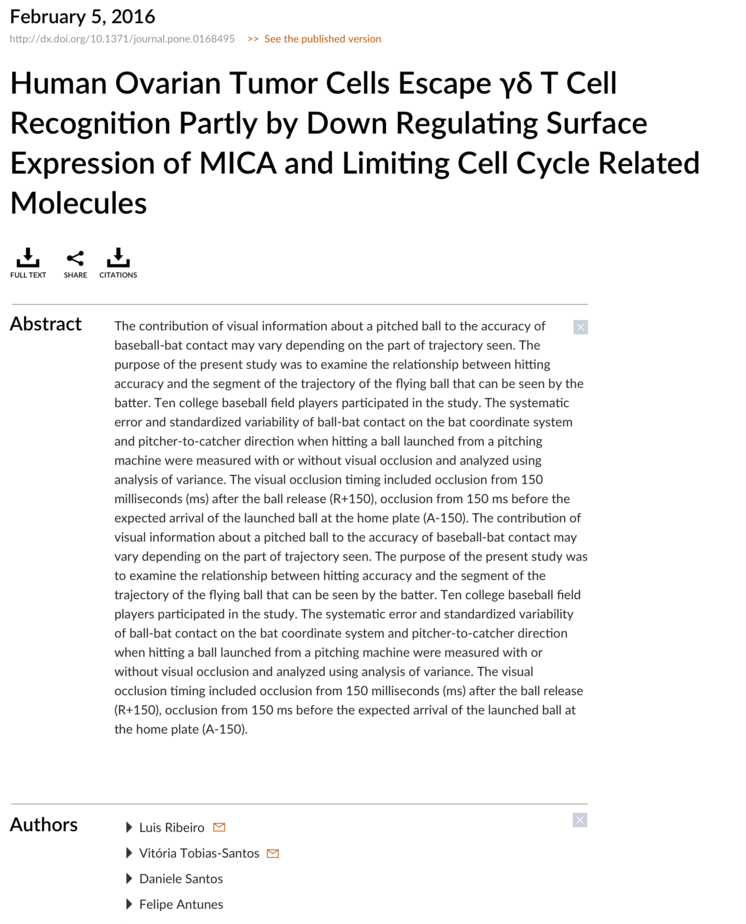 February 5, 2016
http://dx.doi.org/10.1371/journal.pone.0168495 >> See the published version
Human Ovarian Tumor Cells Escape γδ T Cell
Recognition Partly by Down Regulating Surface
Expression of MICA and Limiting Cell Cycle Related
Molecules
FULL TEXT SHARE CITATIONS
Abstract
The contribution of visual information about a pitched ball to the accuracy of
baseball-bat contact may vary depending on the part of trajectory seen. The
purpose of the present study was to examine the relationship between hitting
accuracy and the segment of the trajectory of the flying ball that can be seen by the
batter. Ten college baseball field players participated in the study. The systematic
error and standardized variability of ball-bat contact on the bat coordinate system
and pitcher-to-catcher direction when hitting a ball launched from a pitching
machine were measured with or without visual occlusion and analyzed using
analysis of variance. The visual occlusion timing included occlusion from 150
milliseconds (ms) after the ball release (R+150), occlusion from 150 ms before the
expected arrival of the launched ball at the home plate (A-150). The contribution of
visual information about a pitched ball to the accuracy of baseball-bat contact may
vary depending on the part of trajectory seen. The purpose of the present study was
to examine the relationship between hitting accuracy and the segment of the
trajectory of the flying ball that can be seen by the batter. Ten college baseball field
players participated in the study. The systematic error and standardized variability
of ball-bat contact on the bat coordinate system and pitcher-to-catcher direction
when hitting a ball launched from a pitching machine were measured with or
without visual occlusion and analyzed using analysis of variance. The visual
occlusion timing included occlusion from 150 milliseconds (ms) after the ball release
(R+150), occlusion from 150 ms before the expected arrival of the launched ball at
the home plate (A-150).
Authors
Luis Ribeiro
Vitória Tobias-Santos
Daniele Santos
Felipe Antunes